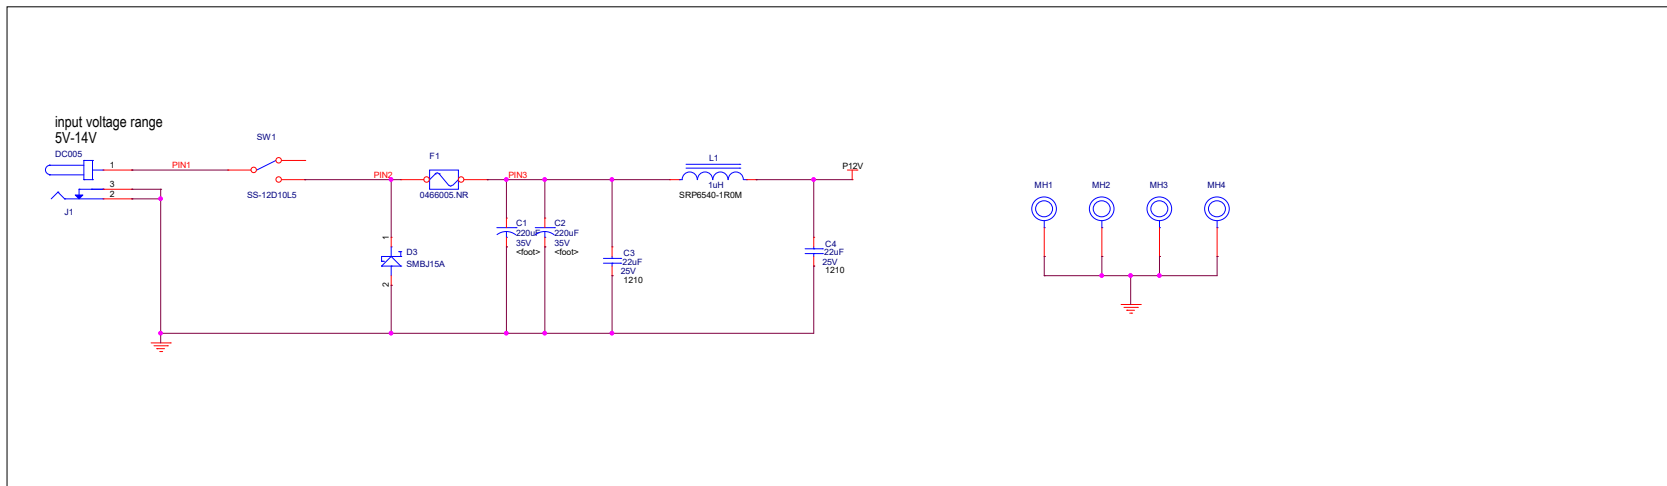 input voltage range
5V-14V
DC005
1
3
2
J1
PIN1
SW1
SS-12D10L5
PIN2
F1
0466005.NR
PIN3
1
D3
SMBJ15A
2
C1
220uF
35V
<foot>
C2
220uF
35V
<foot>
C3
22uF
25V
1210
L1
1uH
SRP6540-1R0M
P12V
C4
22uF
25V
1210
MH1
MH2
MH3
MH4